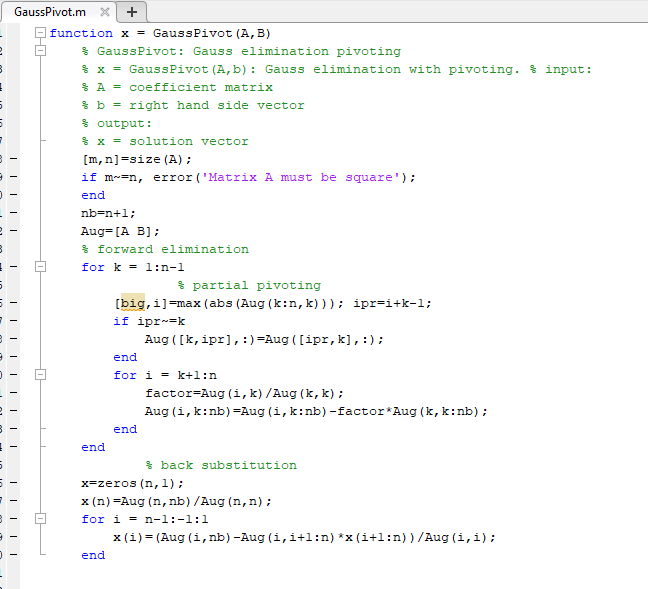 GaussPivot.m
function x = GaussPivot(A,B)
% GaussPivot: Gauss elimination pivoting
% x = GaussPivot(A,b): Gauss elimination with pivoting. % input:
% A = coefficient matrix
% b = right hand side vector
% output:
% x = solution vector
[m,n]=size(A);
if m~=n, error('Matrix A must be square');
end
nb=n+1;
Aug=[A B];
% forward elimination
for k = 1:n-1
% partial pivoting
[big,i]=max(abs(Aug(k:n,k))); ipr=i+k-1;
if ipr~=k
Aug([k,ipr],:)=Aug([ipr,k],:);
end
for i = k+1:n
factor=Aug(i,k)/Aug(k,k);
Aug(i,k:nb)=Aug(i,k:nb)-factor*Aug(k,k:nb);
end
end
% back substitution
x=zeros(n,1);
x(n)=Aug(n,nb)/Aug(n,n);
for i = n-1:-1:1
x(i)=(Aug(i,nb)-Aug(i,i+1:n)*x(i+1:n))/Aug(i,i);
end